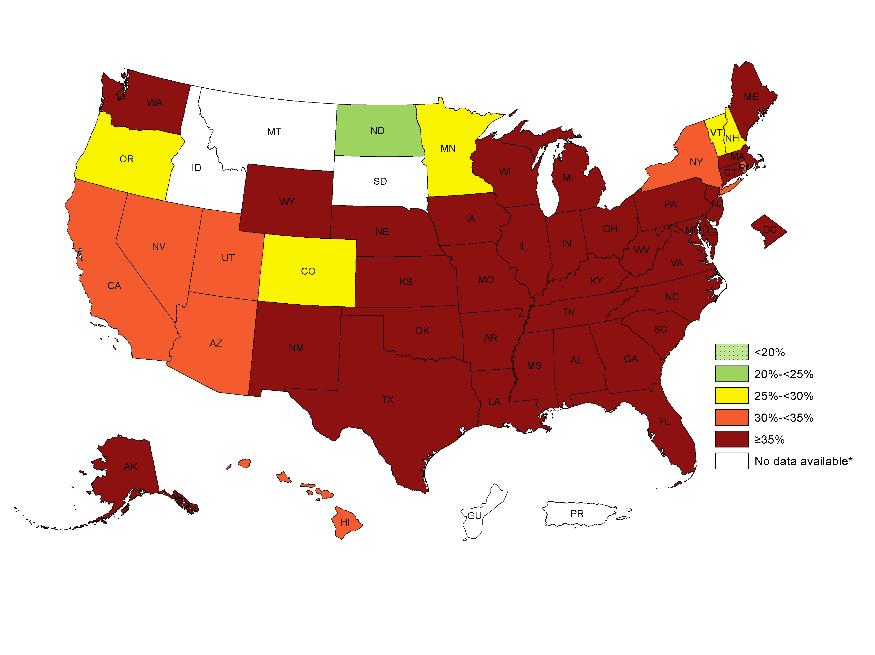 WA
MT
ND
MN
ME
OR
ID
SD
WI
MI
VT
NH
NY
MA
CT
WY
IA
PA
NE
NV
UT
CO
IL
IN
OH
WV
DC
CA
KS
MO
KY
VA
NC
TN
AZ
NM
OK
AR
SC
MS
AL
GA
TX
LA
FL
AK
HI
GU
PR
<20%
20%-<25%
25%-<30%
30%-<35%
≥35%
No data available*